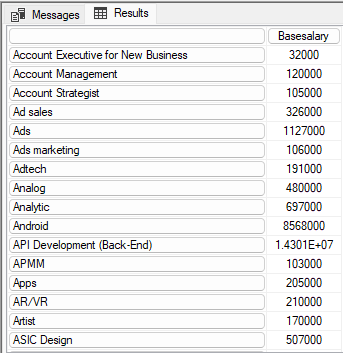 Messages Results
Basesalary
Account Executive for New Business 32000
Account Management 120000
Account Strategist 105000
Ad sales 326000
Ads 1127000
Ads marketing 106000
Adtech 191000
Analog 480000
Analytic 697000
Android 8568000
API Development (Back-End) 1.4301E+07
APMM 103000
Apps 205000
AR/VR 210000
Artist 170000
ASIC Design 507000